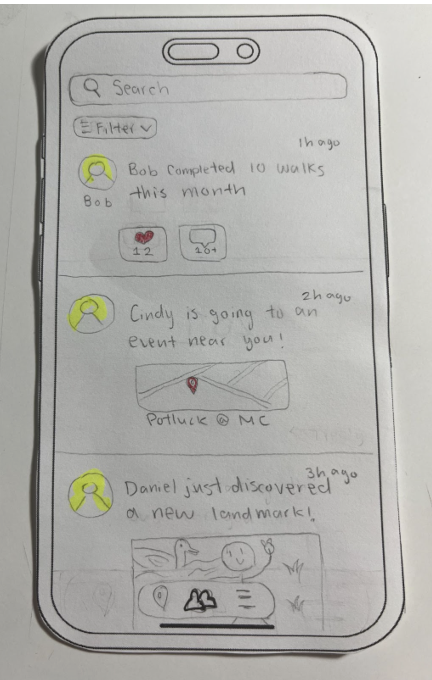 Search
Filter
1h ago
Bob completed 10 walks
this month
Bob
12
20+
2h ago
Cindy is going to an
event near you!
Potluck @ MC
3h ago
Daniel just discovered
a new landmark!